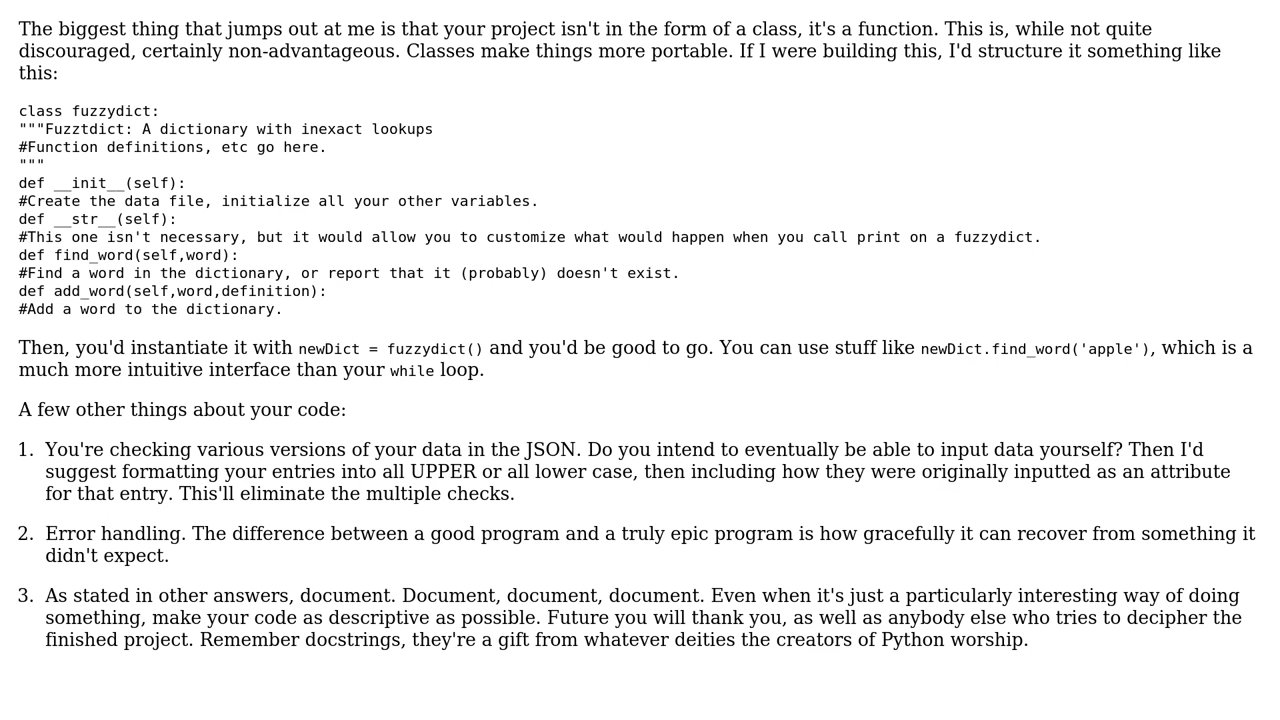 The biggest thing that jumps out at me is that your project isn't in the form of a class, it's a function. This is, while not quite
discouraged, certainly non-advantageous. Classes make things more portable. If I were building this, I'd structure it something like
this:
class fuzzydict:
"""Fuzztdict: A dictionary with inexact lookups
#Function definitions, etc go here.
"""
def __init__(self):
#Create the data file, initialize all your other variables.
def __str__(self):
#This one isn't necessary, but it would allow you to customize what would happen when you call print on a fuzzydict.
def find_word(self,word):
#Find a word in the dictionary, or report that it (probably) doesn't exist.
def add_word(self,word,definition):
#Add a word to the dictionary.
Then, you'd instantiate it with newDict = fuzzydict() and you'd be good to go. You can use stuff like newDict.find_word('apple'), which is a
much more intuitive interface than your while loop.
A few other things about your code:
1. You're checking various versions of your data in the JSON. Do you intend to eventually be able to input data yourself? Then I'd
suggest formatting your entries into all UPPER or all lower case, then including how they were originally inputted as an attribute
for that entry. This'll eliminate the multiple checks.
2. Error handling. The difference between a good program and a truly epic program is how gracefully it can recover from something it
didn't expect.
3. As stated in other answers, document. Document, document, document. Even when it's just a particularly interesting way of doing
something, make your code as descriptive as possible. Future you will thank you, as well as anybody else who tries to decipher the
finished project. Remember docstrings, they're a gift from whatever deities the creators of Python worship.